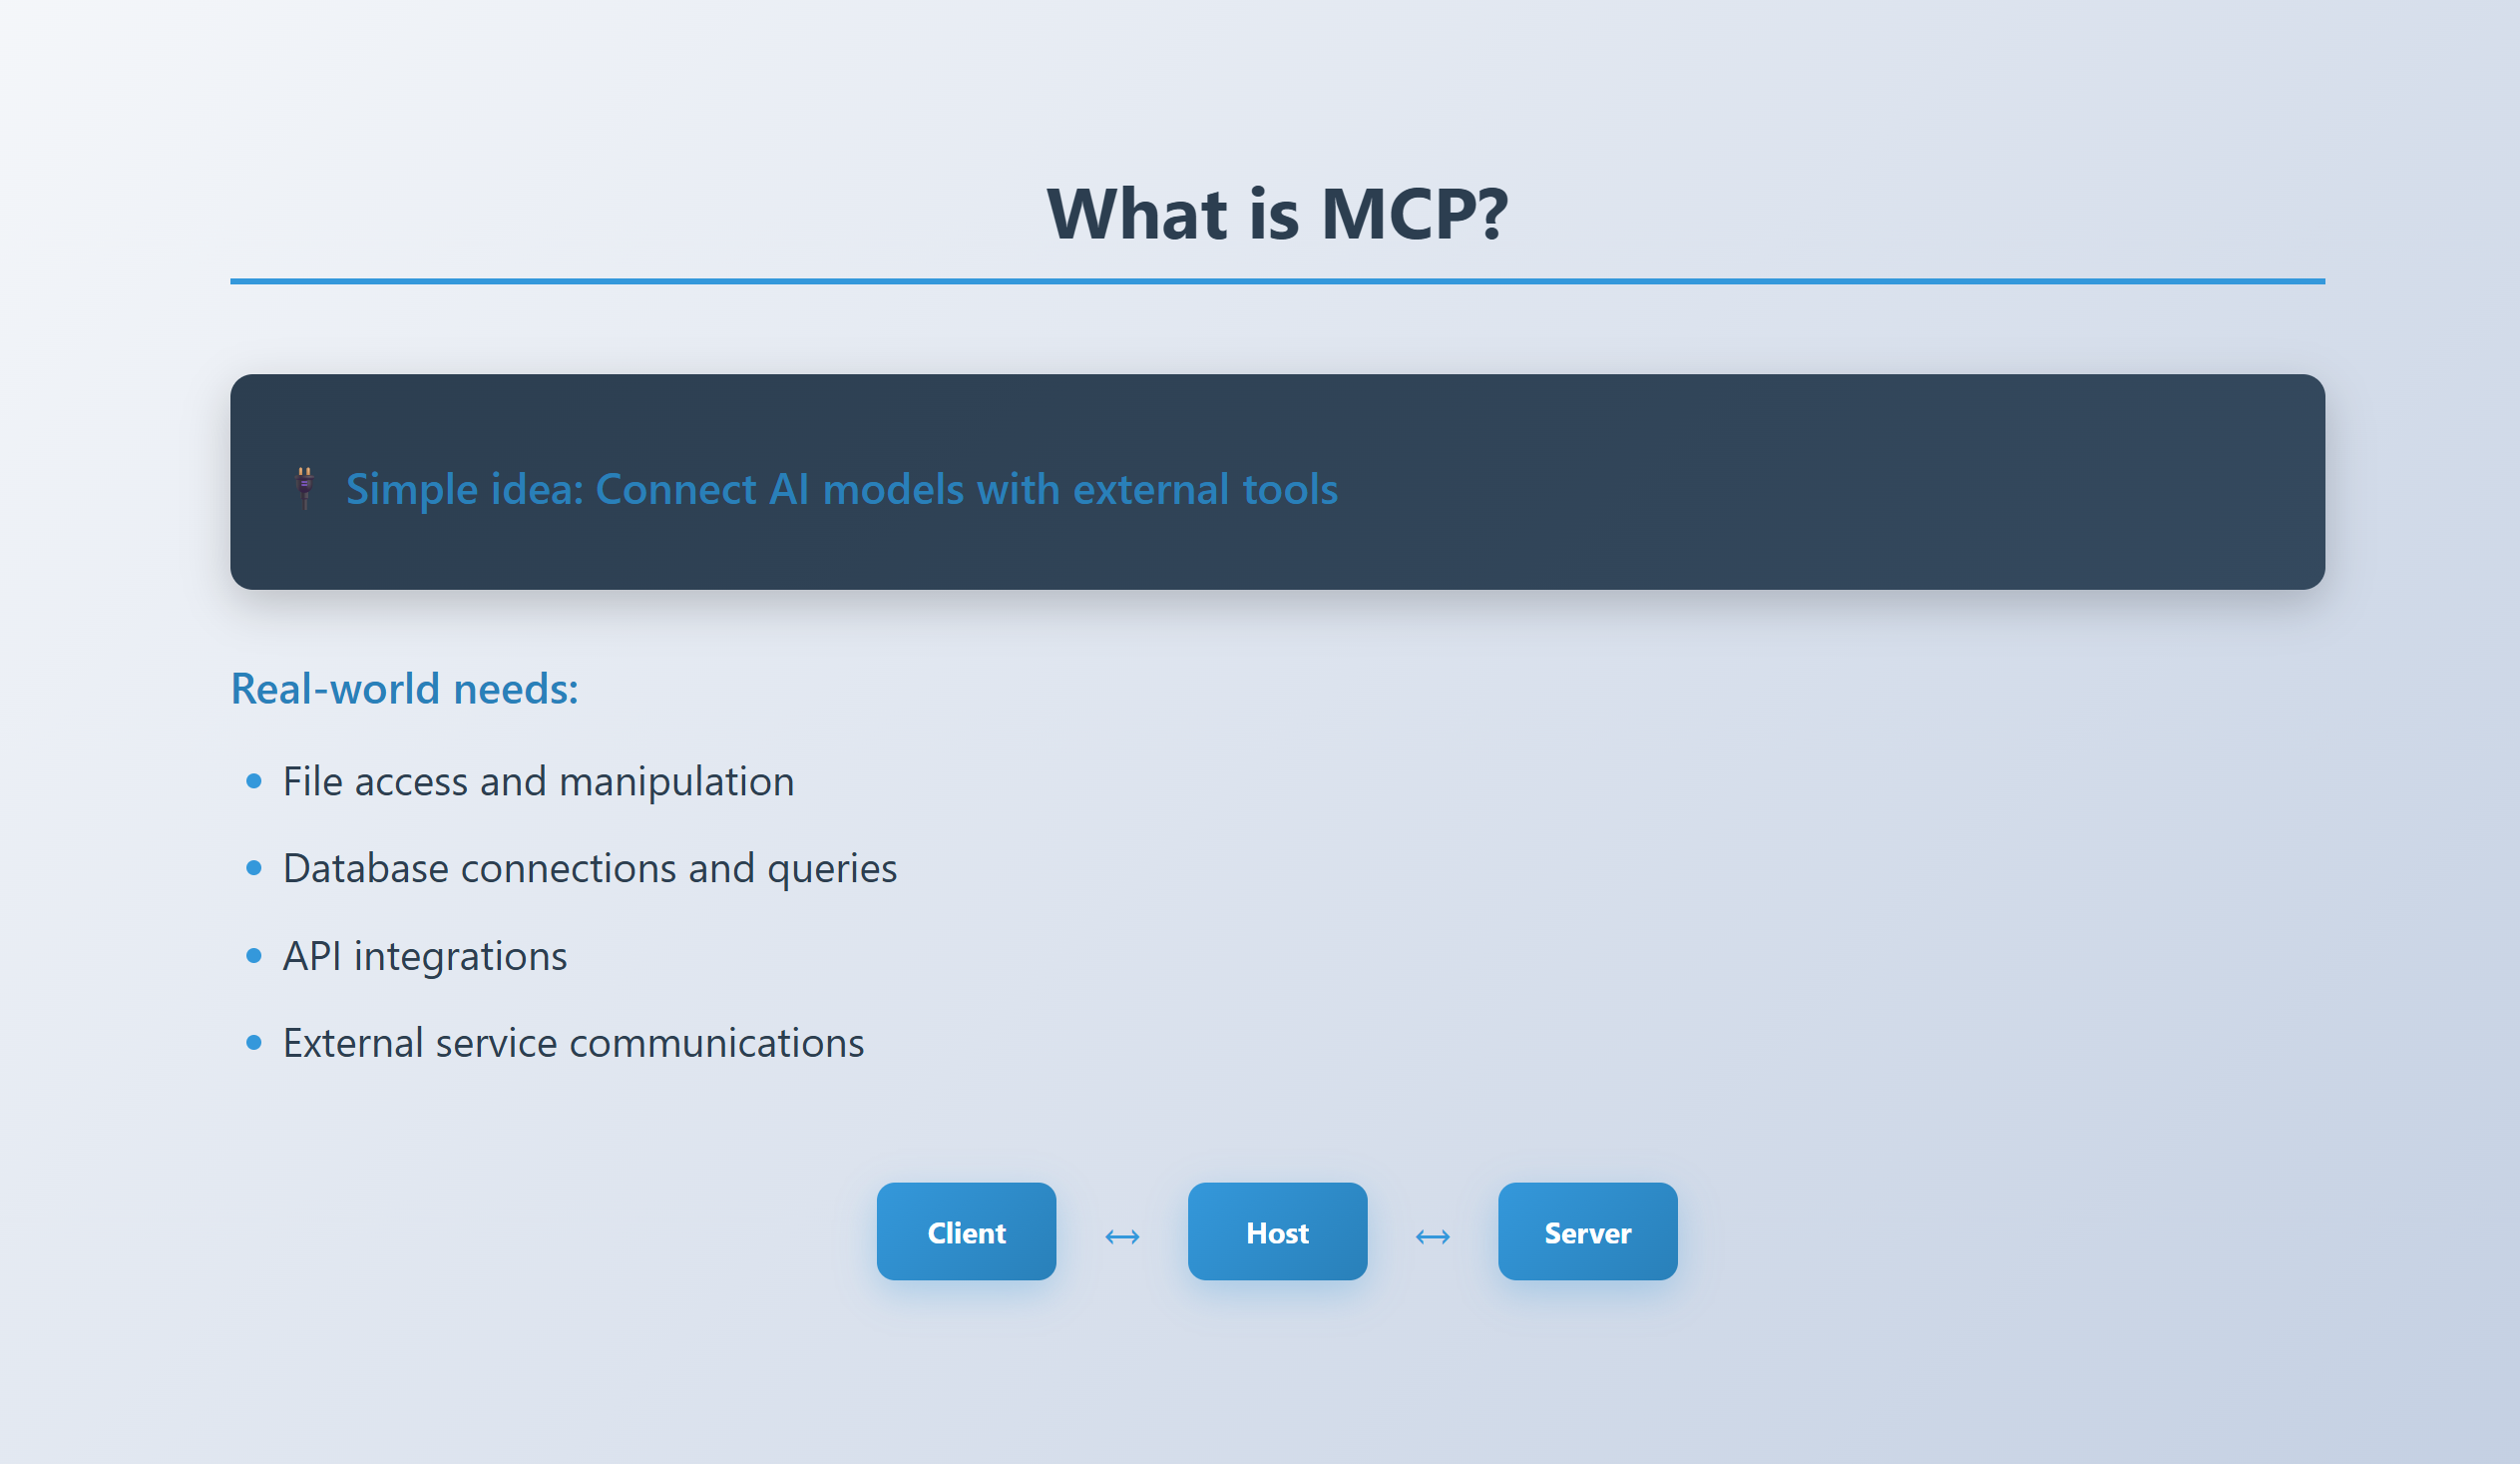 What is MCP?
🔌 Simple idea: Connect AI models with external tools
Real-world needs:
• File access and manipulation
• Database connections and queries
• API integrations
• External service communications
Client ↔ Host ↔ Server